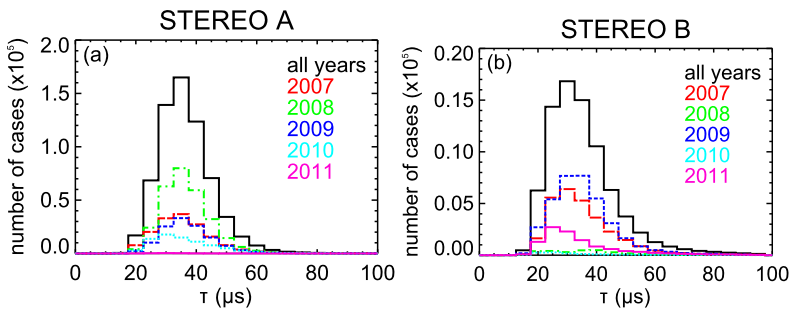 STEREO A
STEREO B
(a)
all years
2007
2008
2009
2010
2011
number of cases (x10⁵)
2.0
1.5
1.0
0.5
0.0
0 20 40 60 80 100
τ (μs)
(b)
all years
2007
2008
2009
2010
2011
number of cases (x10⁵)
0.20
0.15
0.10
0.05
0.00
0 20 40 60 80 100
τ (μs)